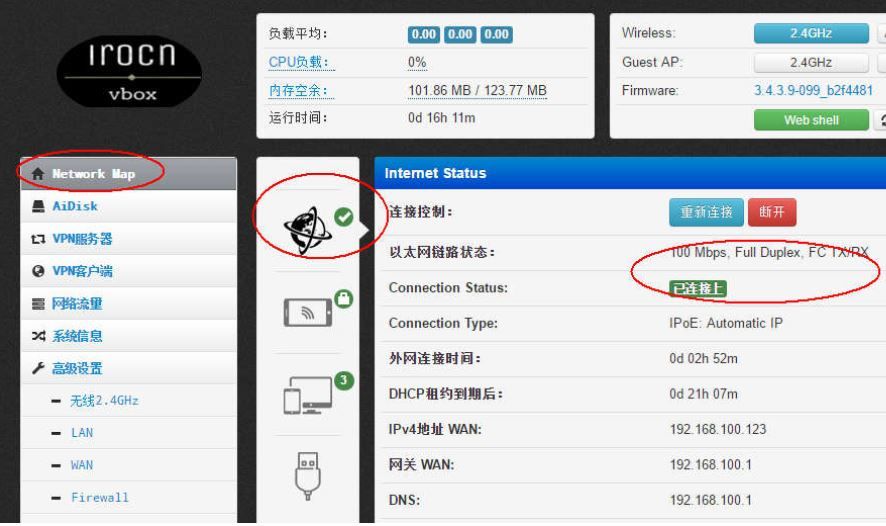 irocn
vbox
负载平均: 0.00 0.00 0.00
CPU负载: 0%
内存空余: 101.86 MB / 123.77 MB
运行时间: 0d 16h 11m
Wireless: 2.4GHz
Guest AP: 2.4GHz
Firmware: 3.4.3.9-099_b2f4481
Web shell
Network Map
AiDisk
VPN服务器
VPN客户端
网络流量
系统信息
高级设置
无线2.4GHz
LAN
WAN
Firewall
3
Internet Status
连接控制: 重新连接 断开
以太网链路状态: 100 Mbps, Full Duplex, FC TX/RX
Connection Status: 已连接上
Connection Type: IPoE: Automatic IP
外网连接时间: 0d 02h 52m
DHCP租约到期后: 0d 21h 07m
IPv4地址 WAN: 192.168.100.123
网关 WAN: 192.168.100.1
DNS: 192.168.100.1